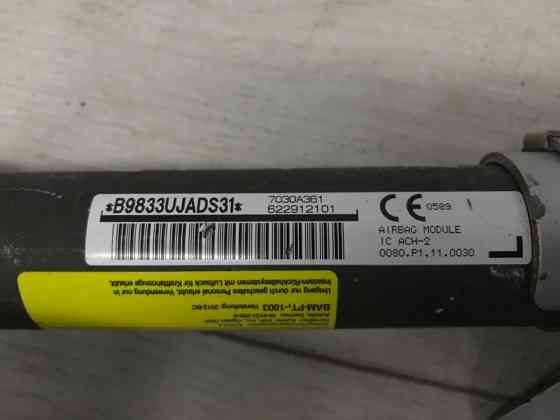 *B9833UJADS31*
7030A361
622912101
CE 0589
AIRBAG MODULE
IC ACH-2
0080.P1.11.0030
L
Umgang nur durch geschultes Personal erlaubt. Verwendung nur in
Insassen-Rückhaltesystemen mit Luftsack für Kraftfahrzeuge erlaubt.
BAM-PT1-1803